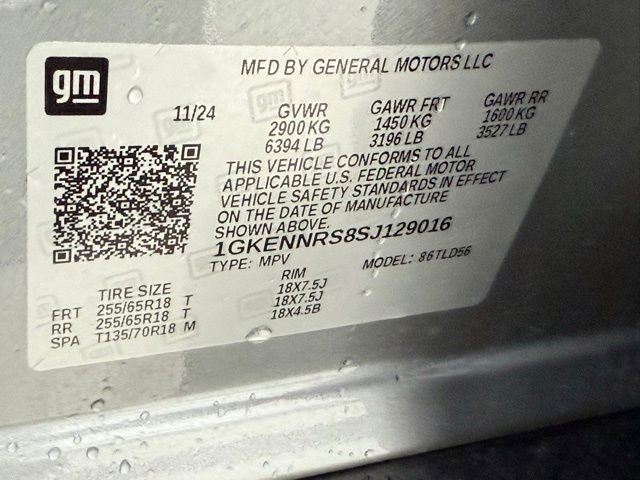 gm
MFD BY GENERAL MOTORS LLC
11/24 GVWR GAWR FRT GAWR RR
2900 KG 1450 KG 1600 KG
6394 LB 3196 LB 3527 LB
THIS VEHICLE CONFORMS TO ALL
APPLICABLE U.S. FEDERAL MOTOR
VEHICLE SAFETY STANDARDS IN EFFECT
ON THE DATE OF MANUFACTURE
SHOWN ABOVE.
1GKENNRS8SJ129016
TYPE: MPV MODEL: 86TLD56
TIRE SIZE RIM
FRT 255/65R18 T 18X7.5J
RR 255/65R18 T 18X7.5J
SPA T135/70R18 M 18X4.5B